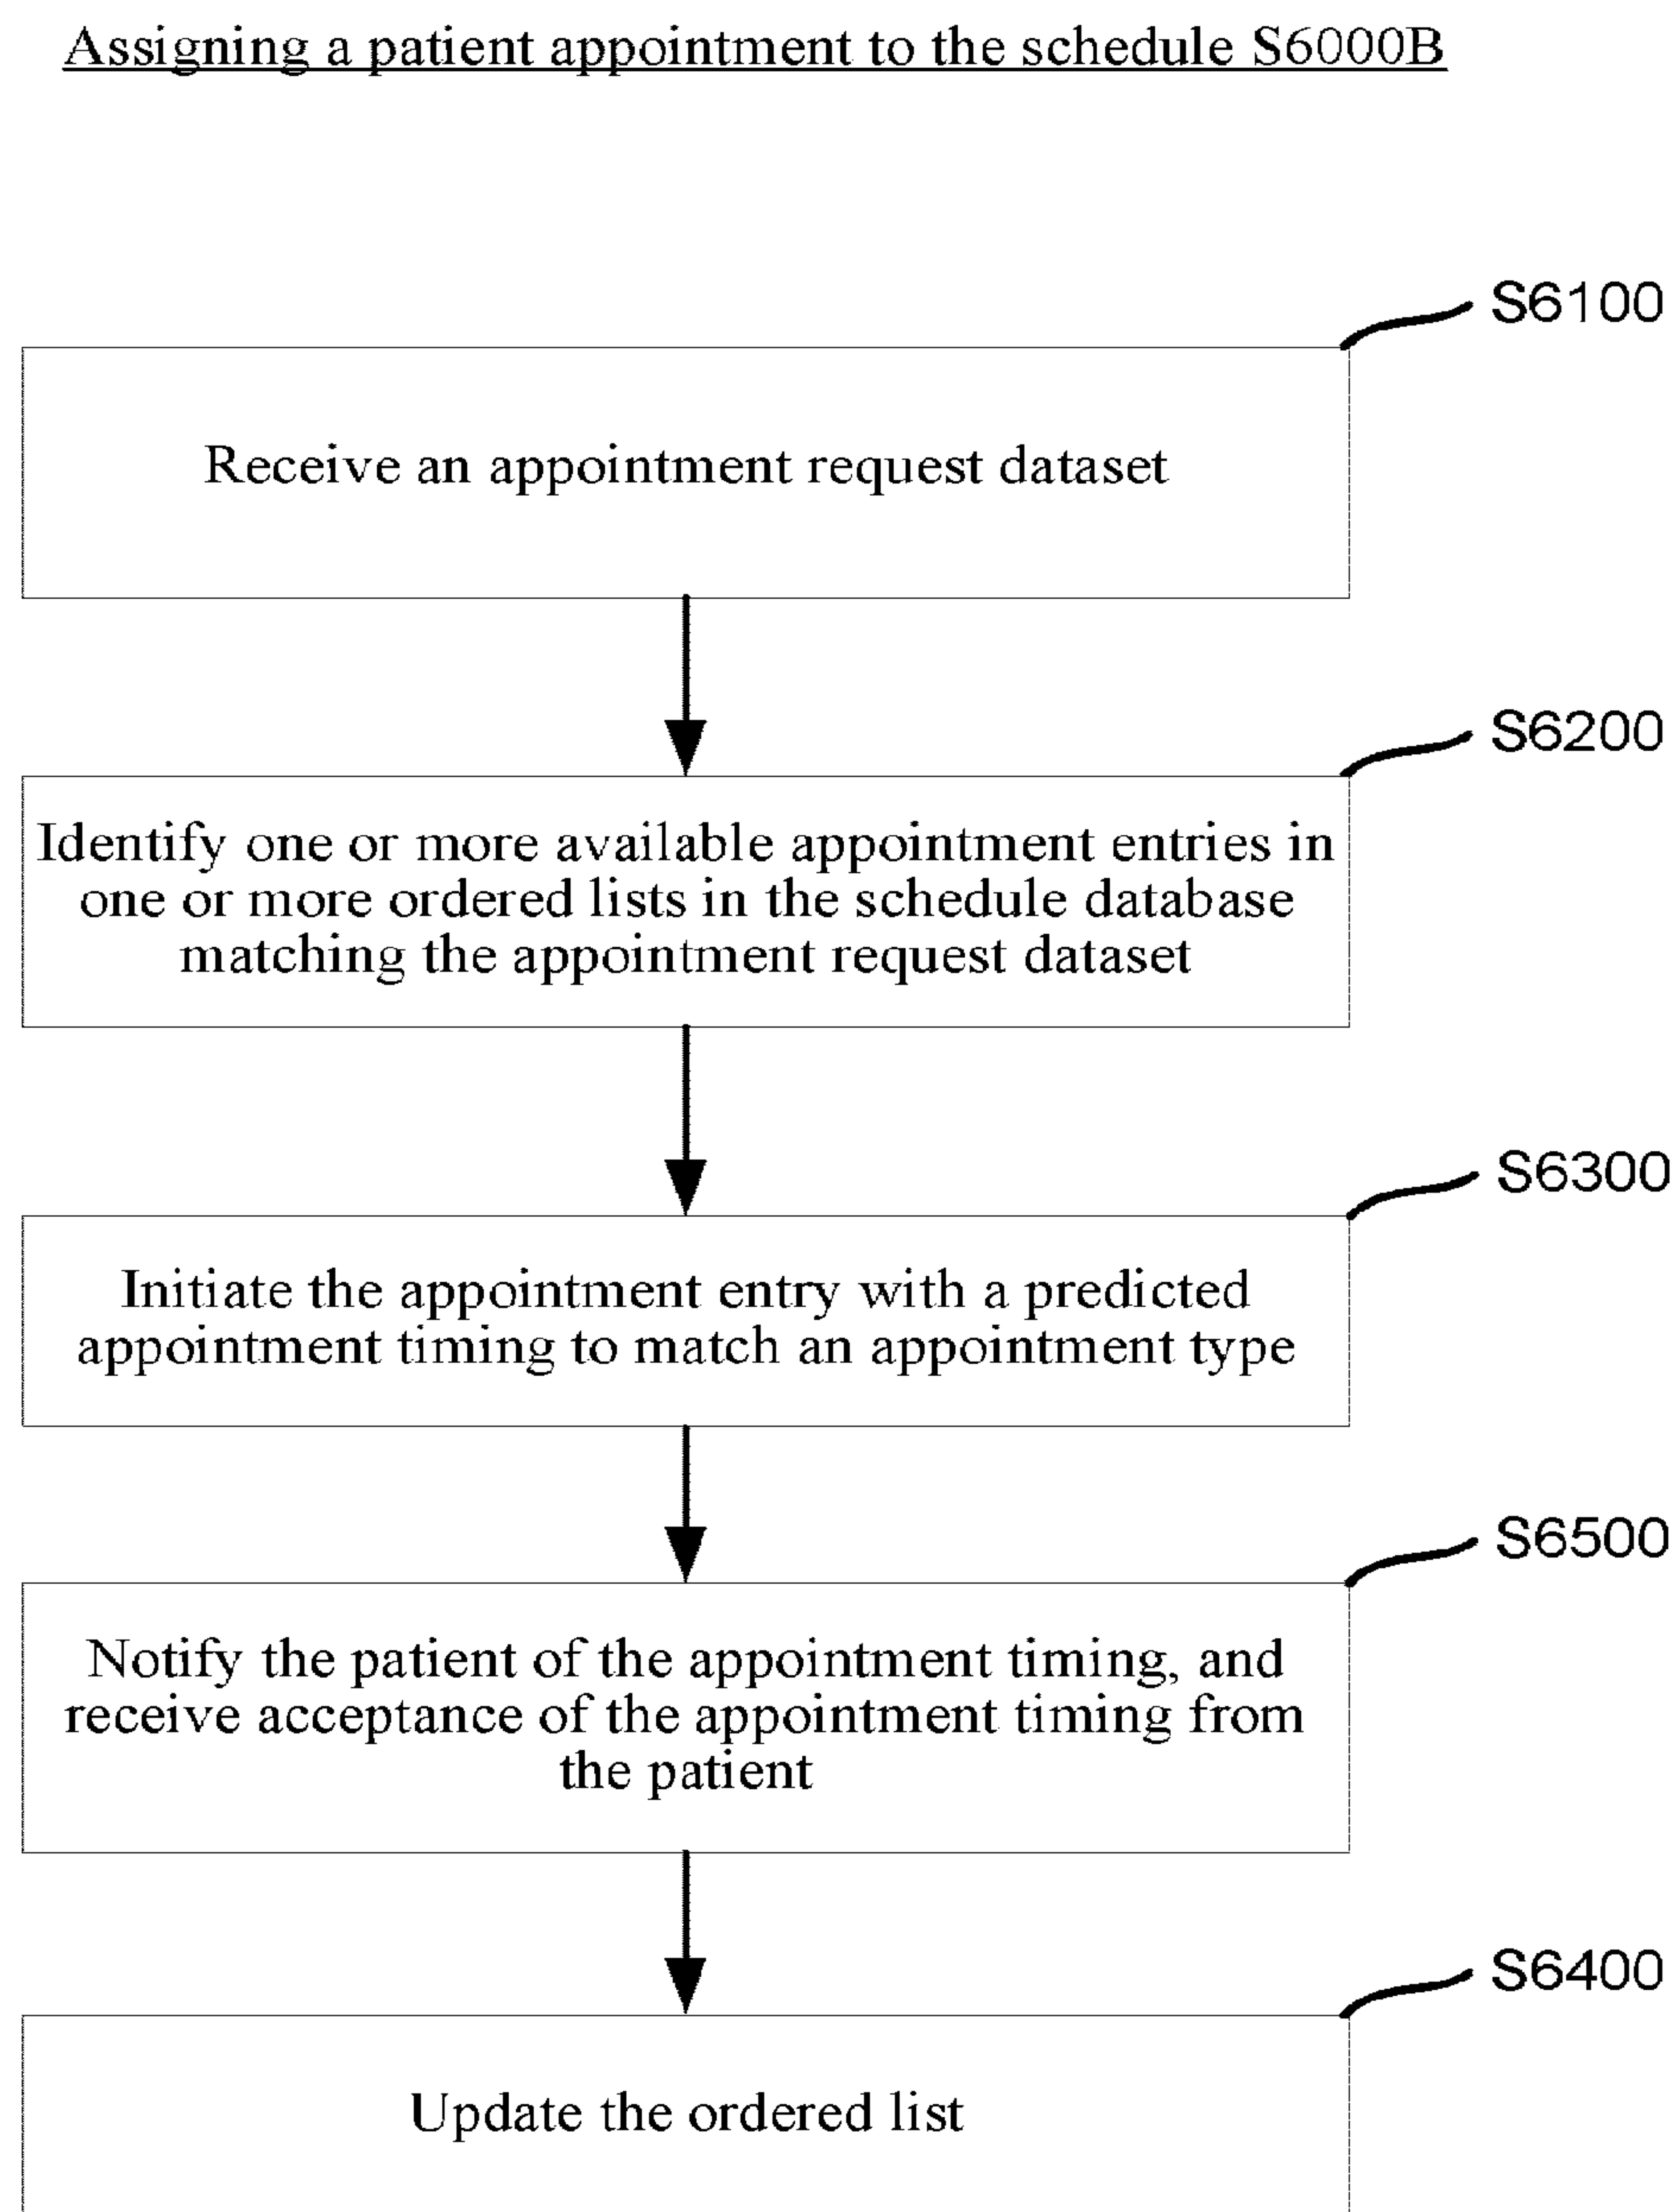 Assigning a patient appointment to the schedule S6000B
S6100
Receive an appointment request dataset
S6200
Identify one or more available appointment entries in
one or more ordered lists in the schedule database
matching the appointment request dataset
S6300
Initiate the appointment entry with a predicted
appointment timing to match an appointment type
S6500
Notify the patient of the appointment timing, and
receive acceptance of the appointment timing from
the patient
S6400
Update the ordered list